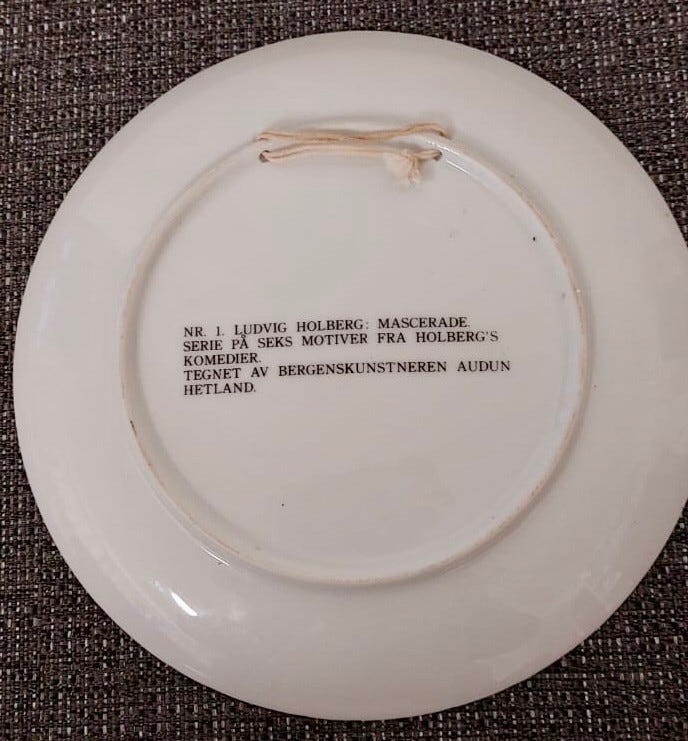 NR. 1. LUDVIG HOLBERG: MASCERADE.
SERIE PÅ SEKS MOTIVER FRA HOLBERG'S
KOMEDIER.
TEGNET AV BERGENSKUNSTNEREN AUDUN
HETLAND.